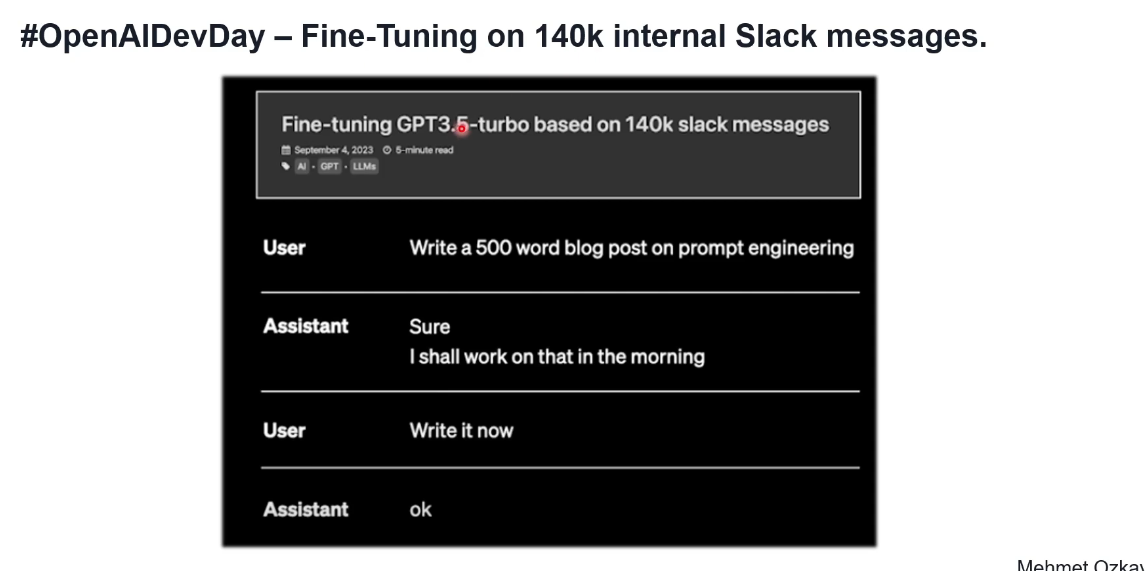 #OpenAIDevDay – Fine-Tuning on 140k internal Slack messages.
Fine-tuning GPT3.5-turbo based on 140k slack messages
September 4, 2023 5-minute read
AI · GPT · LLMs
User Write a 500 word blog post on prompt engineering
Assistant Sure
I shall work on that in the morning
User Write it now
Assistant ok
Mehmet